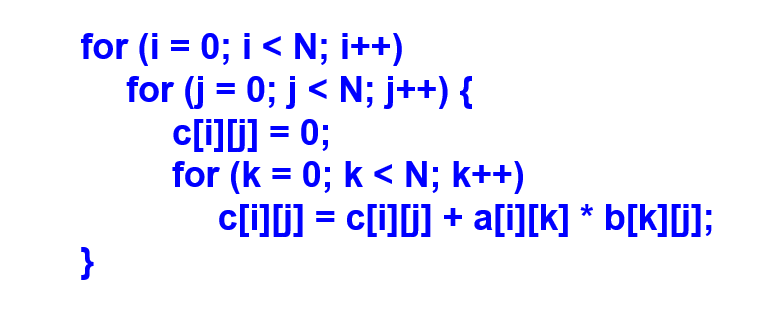 for (i = 0; i < N; i++)
for (j = 0; j < N; j++) {
c[i][j] = 0;
for (k = 0; k < N; k++)
c[i][j] = c[i][j] + a[i][k] * b[k][j];
}